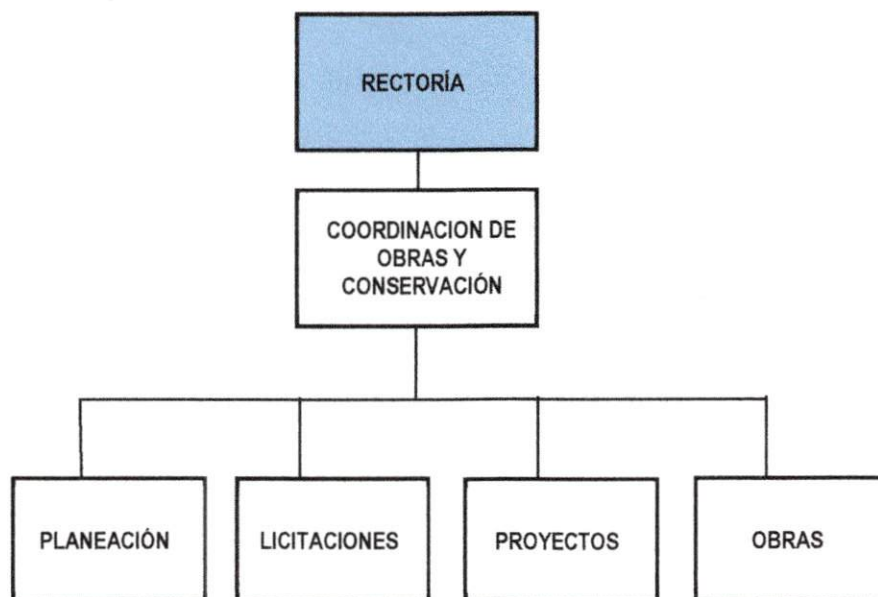 RECTORÍA
COORDINACION DE
OBRAS Y
CONSERVACIÓN
PLANEACIÓN
LICITACIONES
PROYECTOS
OBRAS